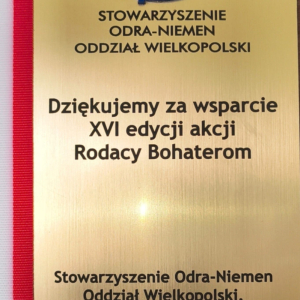 STOWARZYSZENIE
ODRA-NIEMEN
ODDZIAŁ WIELKOPOLSKI
Dziękujemy za wsparcie
XVI edycji akcji
Rodacy Bohaterom
Stowarzyszenie Odra-Niemen
Oddział Wielkopolski.